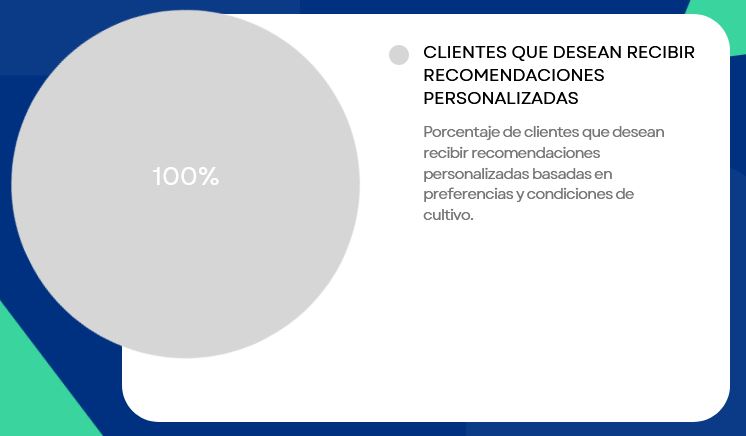 100%
CLIENTES QUE DESEAN RECIBIR
RECOMENDACIONES
PERSONALIZADAS
Porcentaje de clientes que desean
recibir recomendaciones
personalizadas basadas en
preferencias y condiciones de
cultivo.